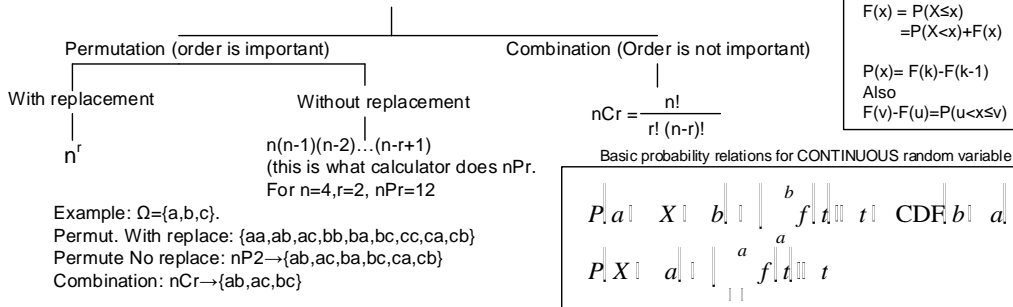 Permutation (order is important)
With replacement
nʳ
Without replacement
n(n-1)(n-2)…(n-r+1)
(this is what calculator does nPr.
For n=4,r=2, nPr=12
Combination (Order is not important)
nCr = n!
r! (n-r)!
Example: Ω={a,b,c}.
Permut. With replace: {aa,ab,ac,bb,ba,bc,cc,ca,cb}
Permute No replace: nP2→{ab,ac,ba,bc,ca,cb}
Combination: nCr→{ab,ac,bc}
F(x) = P(X≤x)
=P(X<x)+F(x)
P(x)= F(k)-F(k-1)
Also
F(v)-F(u)=P(u<x≤v)
Basic probability relations for CONTINUOUS random variable
P a X b b a f t t CDF b a
P X a a f t t